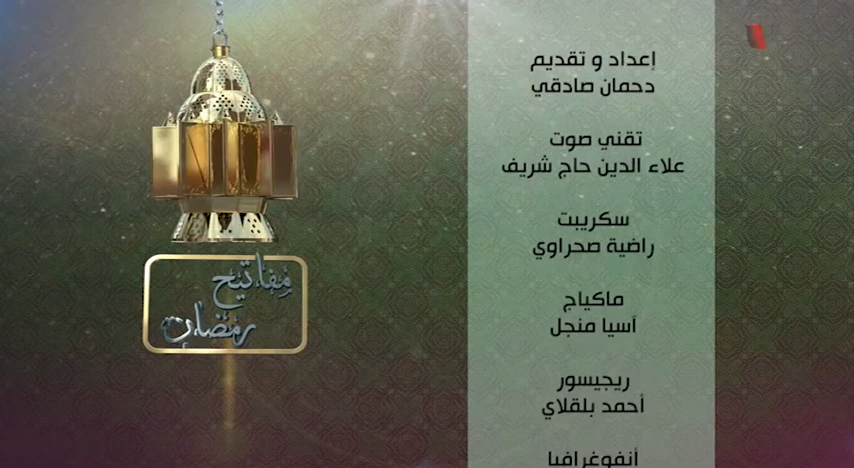 مفاتيح
رمضان
إعداد و تقديم
دحمان صادقي
تقني صوت
علاء الدين حاج شريف
سكريبت
راضية صحراوي
ماكياج
آسيا منجل
ريجيسور
أحمد بلقلاي
أنفوغرافيا